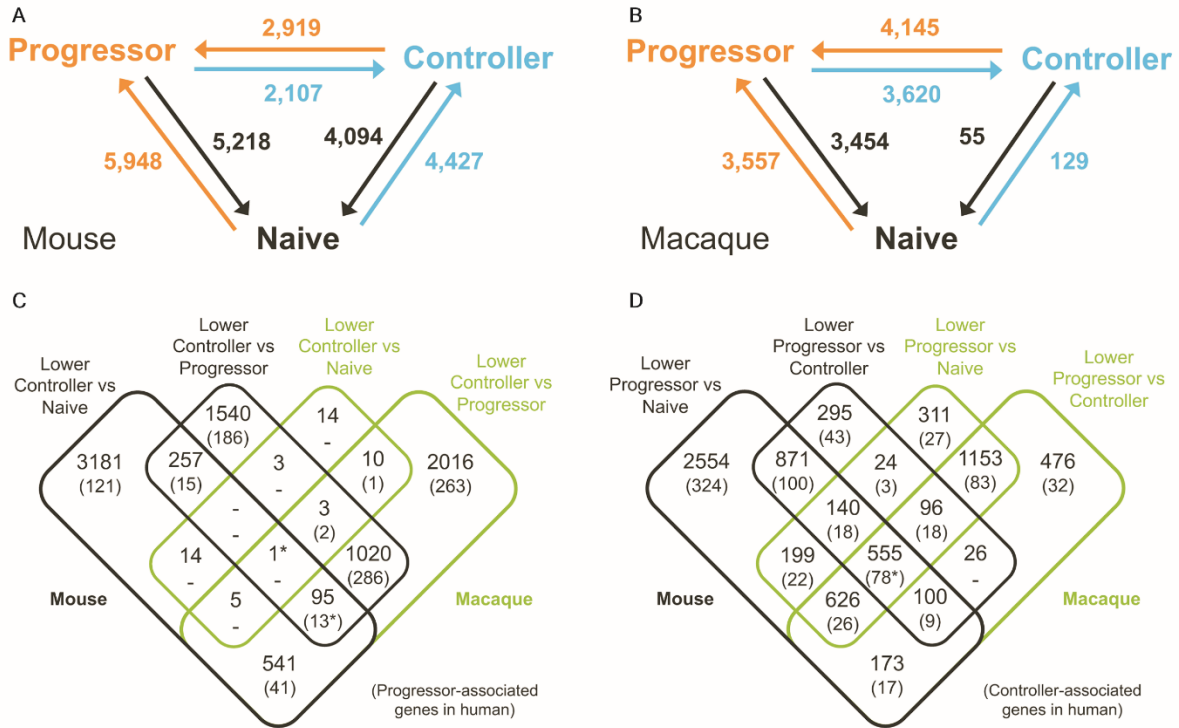 A
2,919
Progressor
Controller
2,107
5,218
4,094
5,948
4,427
Mouse
Naive
B
4,145
Progressor
Controller
3,620
3,454
55
3,557
129
Macaque
Naive
C
Lower
Controller vs
Naive
Lower
Controller vs
Progressor
Lower
Controller vs
Naive
Lower
Controller vs
Progressor
1540
(186)
14
-
3181
(121)
257
(15)
3
-
10
(1)
2016
(263)
-
-
3
(2)
14
-
1*
-
1020
(286)
5
-
95
(13*)
Mouse
Macaque
541
(41)
(Progressor-associated
genes in human)
D
Lower
Progressor vs
Naive
Lower
Progressor vs
Controller
Lower
Progressor vs
Naive
Lower
Progressor vs
Controller
295
(43)
311
(27)
2554
(324)
871
(100)
24
(3)
1153
(83)
476
(32)
140
(18)
96
(18)
199
(22)
555
(78*)
26
-
626
(26)
100
(9)
Mouse
Macaque
173
(17)
(Controller-associated
genes in human)